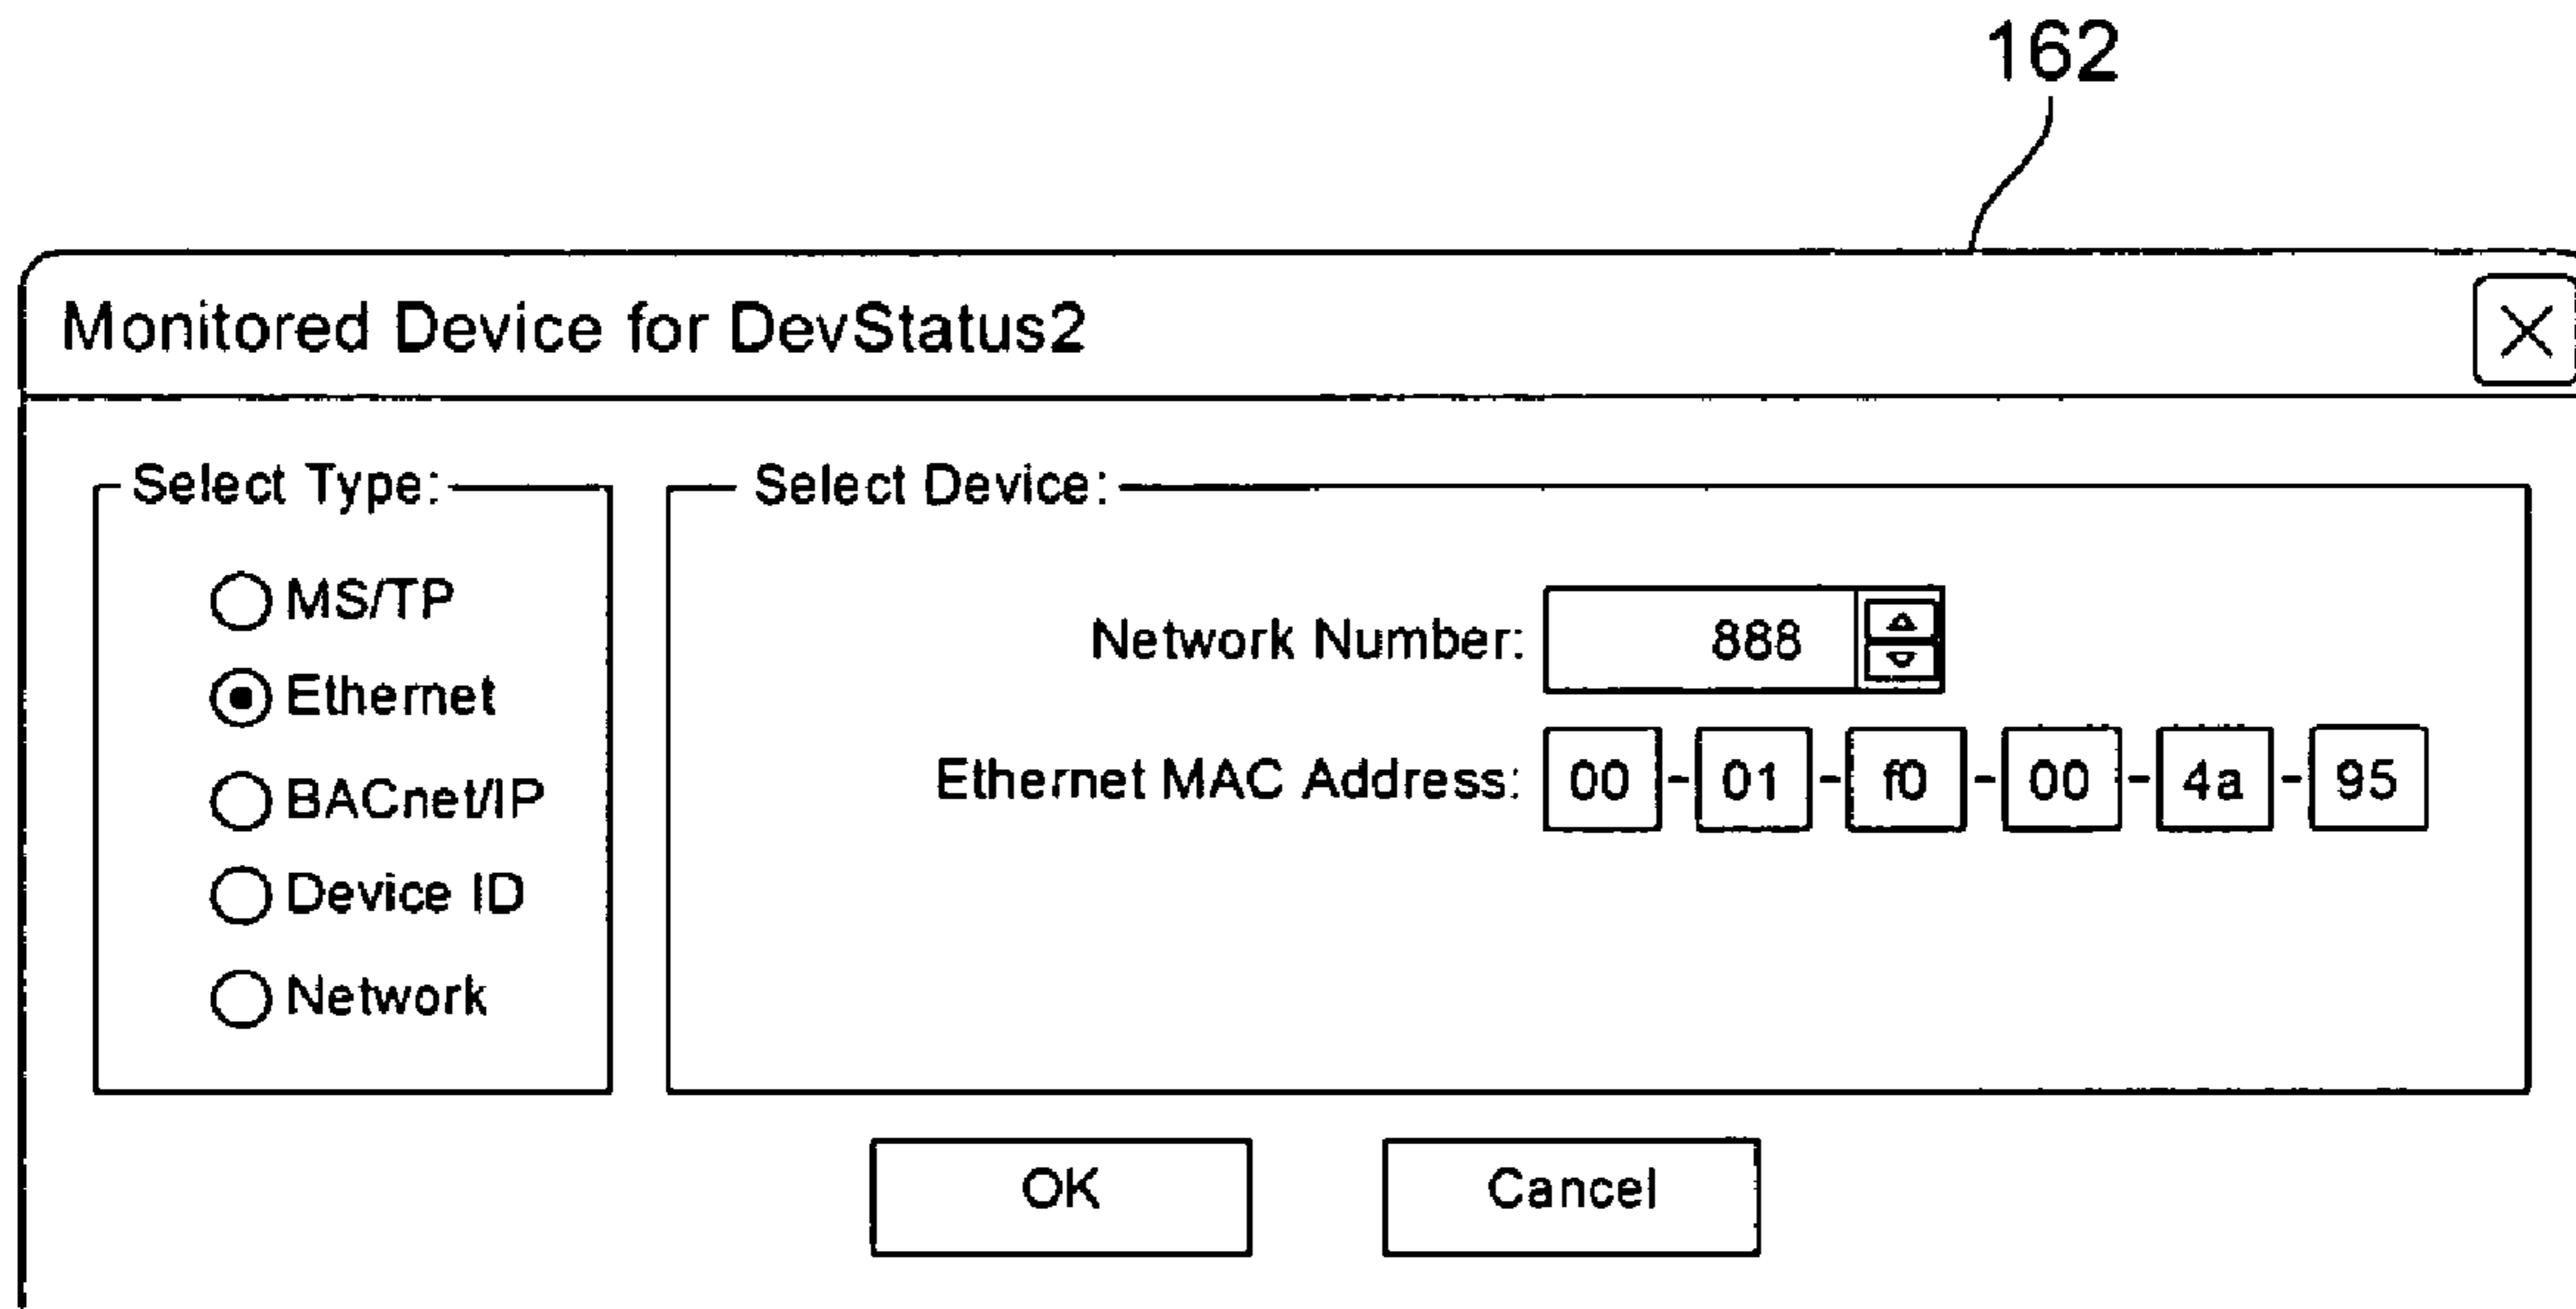 162
Monitored Device for DevStatus2
Select Type:
MS/TP
Ethernet
BACnet/IP
Device ID
Network
Select Device:
Network Number: 888
Ethernet MAC Address: 00 - 01 - f0 - 00 - 4a - 95
OK Cancel